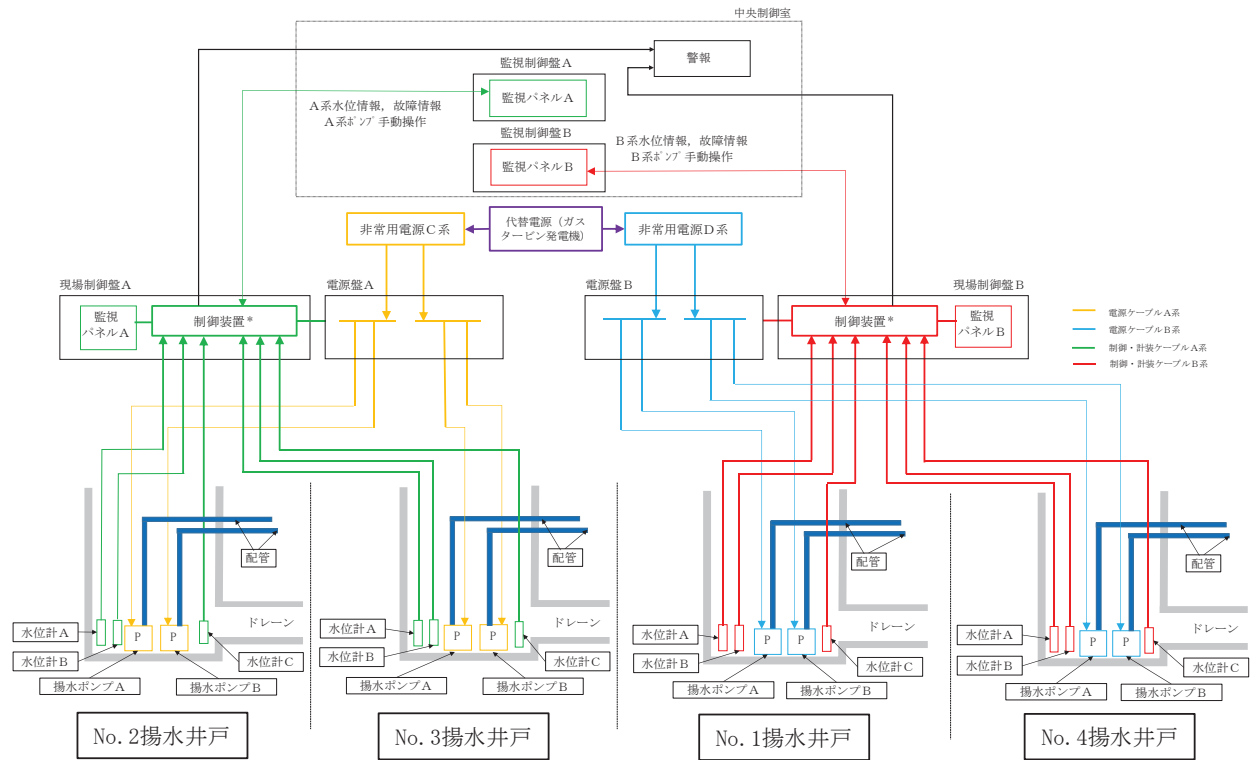 中央制御室
警報
監視制御盤A
監視パネルA
A系水位情報，故障情報
A系ポンプ手動操作
監視制御盤B
監視パネルB
B系水位情報，故障情報
B系ポンプ手動操作
非常用電源C系
代替電源（ガス
タービン発電機）
非常用電源D系
現場制御盤A
監視
パネルA
制御装置*
電源盤A
電源盤B
現場制御盤B
制御装置*
監視
パネルB
電源ケーブルA系
電源ケーブルB系
制御・計装ケーブルA系
制御・計装ケーブルB系
配管
ドレーン
水位計A
水位計B
P
P
水位計C
揚水ポンプA
揚水ポンプB
No.2揚水井戸
配管
ドレーン
水位計A
水位計B
P
P
水位計C
揚水ポンプA
揚水ポンプB
No.3揚水井戸
配管
ドレーン
水位計A
水位計B
P
P
水位計C
揚水ポンプA
揚水ポンプB
No.1揚水井戸
配管
ドレーン
水位計A
水位計B
P
P
水位計C
揚水ポンプA
揚水ポンプB
No.4揚水井戸